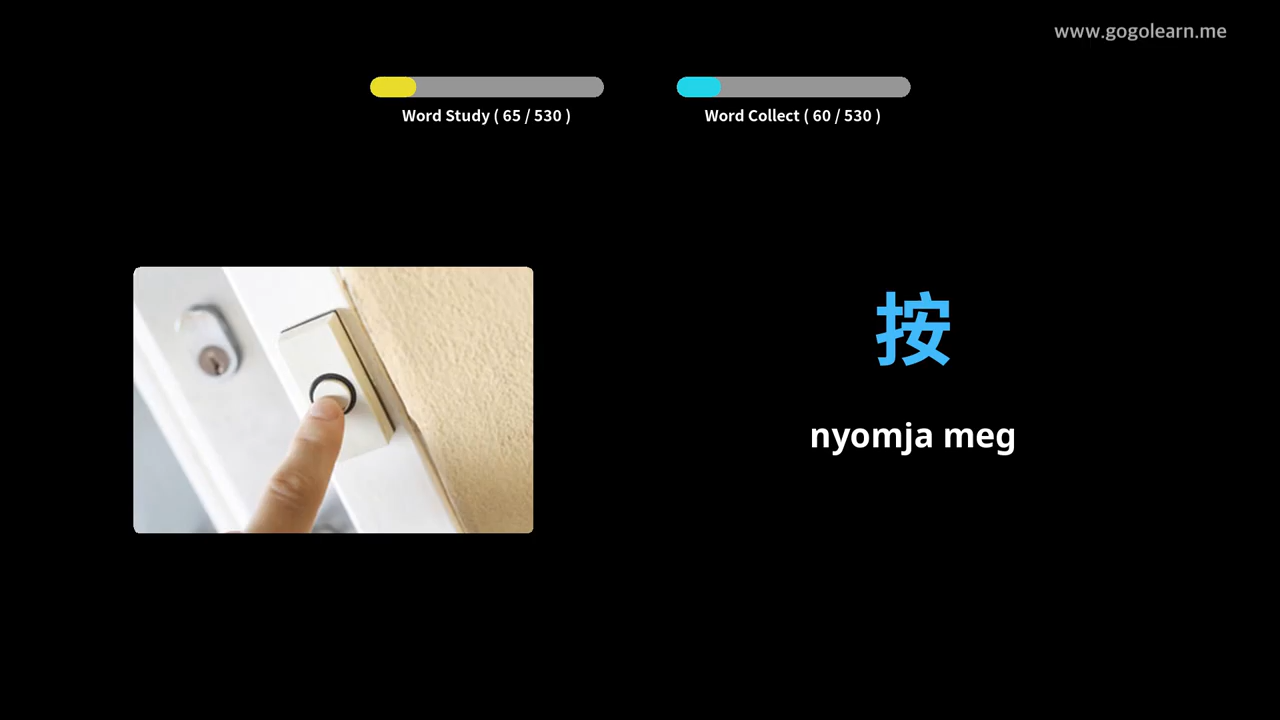 www.gogolearn.me
Word Study ( 65 / 530 )
Word Collect ( 60 / 530 )
按
nyomja meg